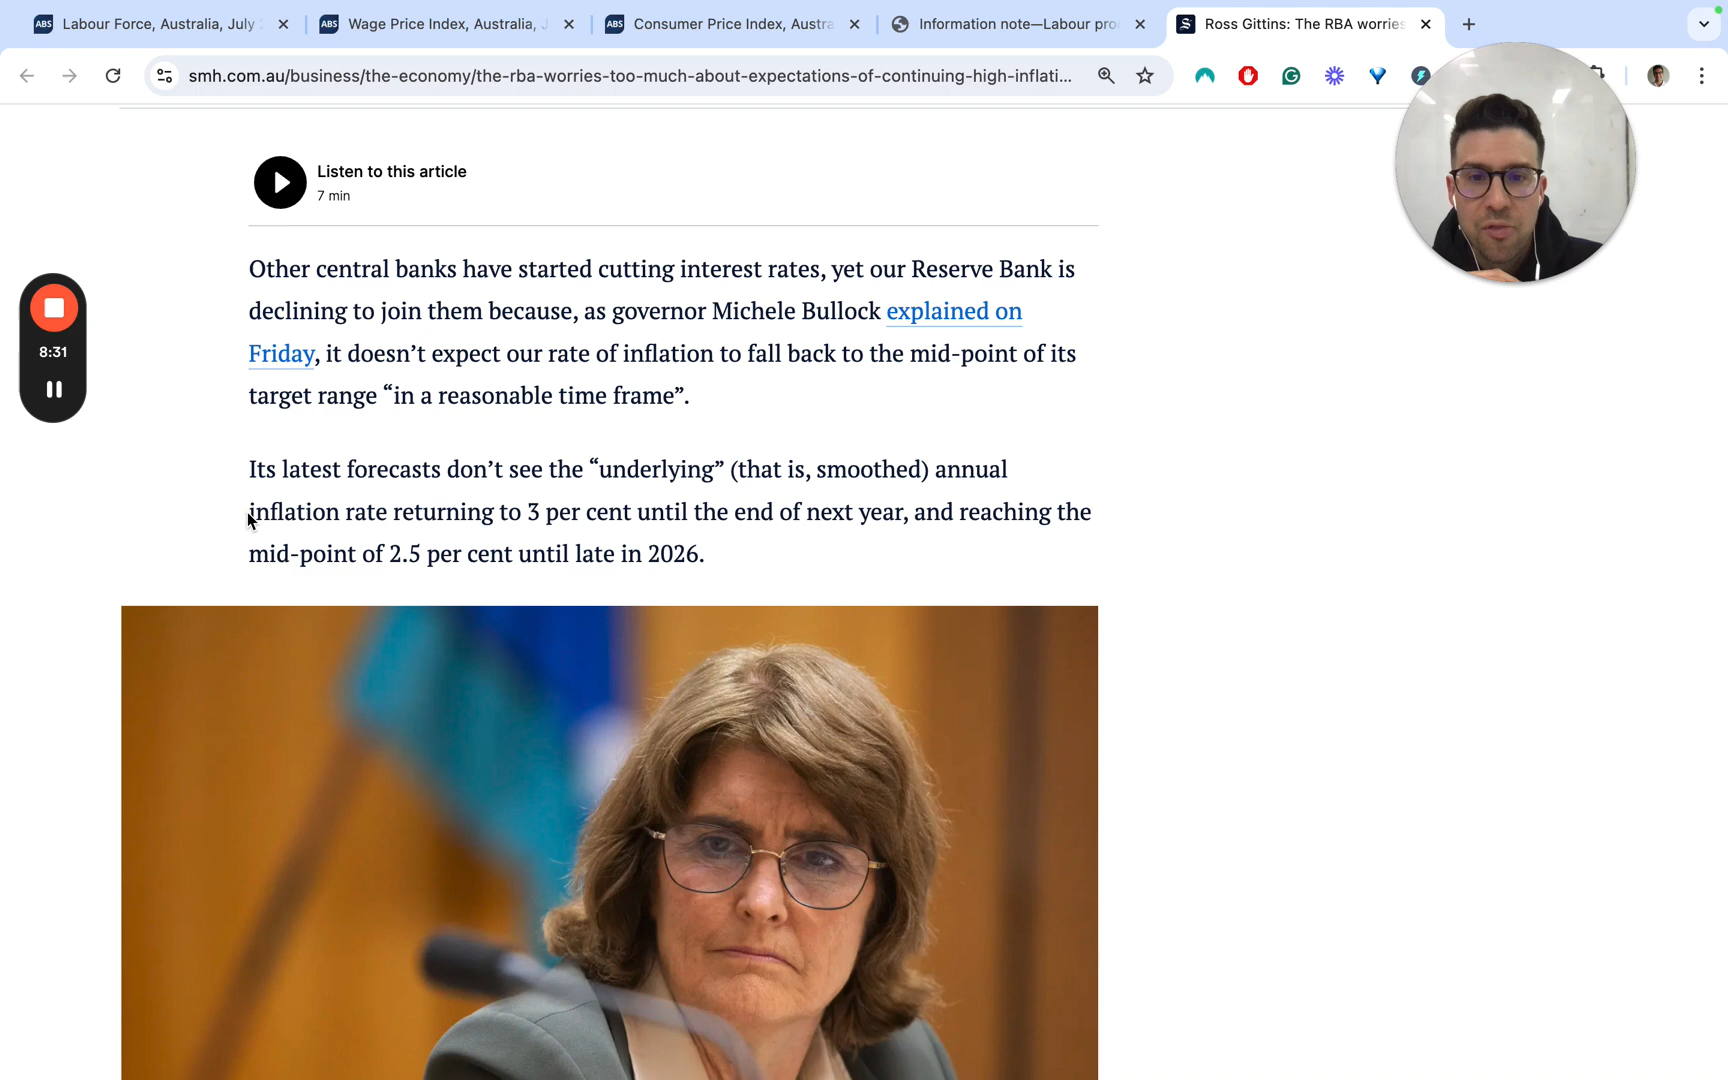 ABS Labour Force, Australia, July
ABS Wage Price Index, Australia, J
ABS Consumer Price Index, Austra
Information note—Labour pro
S Ross Gittins: The RBA worries
smh.com.au/business/the-economy/the-rba-worries-too-much-about-expectations-of-continuing-high-inflati...
Listen to this article
7 min
Other central banks have started cutting interest rates, yet our Reserve Bank is
declining to join them because, as governor Michele Bullock explained on
Friday, it doesn’t expect our rate of inflation to fall back to the mid-point of its
target range “in a reasonable time frame”.
8:31
Its latest forecasts don’t see the “underlying” (that is, smoothed) annual
inflation rate returning to 3 per cent until the end of next year, and reaching the
mid-point of 2.5 per cent until late in 2026.